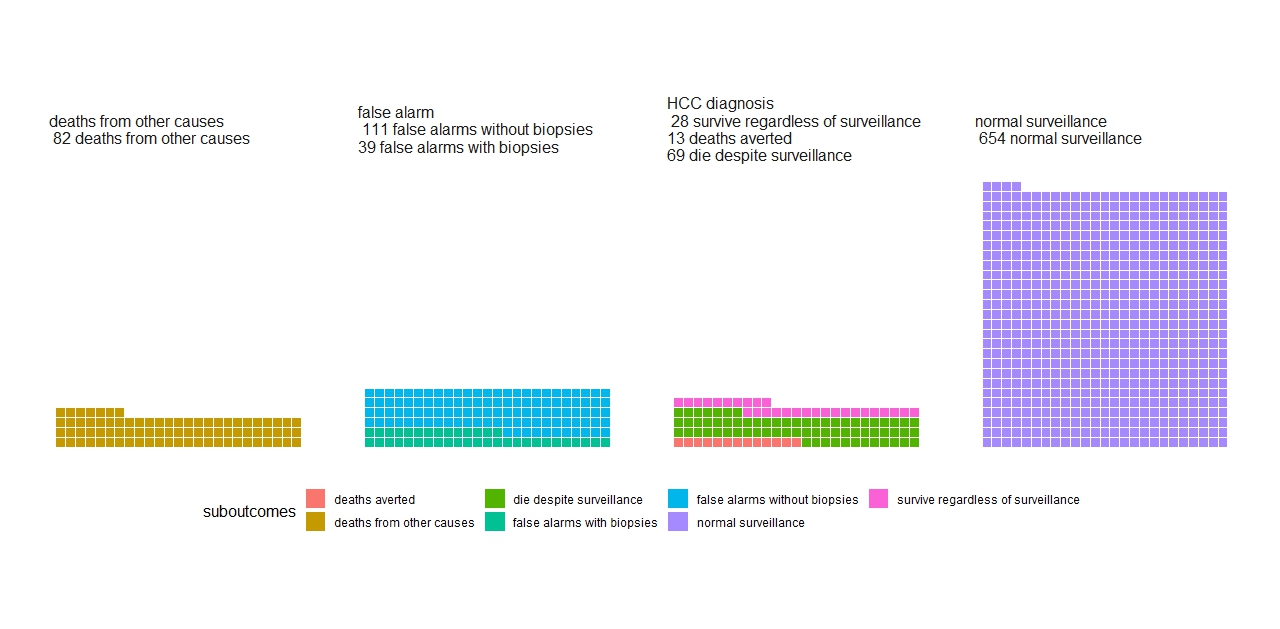 deaths from other causes
82 deaths from other causes
false alarm
111 false alarms without biopsies
39 false alarms with biopsies
HCC diagnosis
28 survive regardless of surveillance
13 deaths averted
69 die despite surveillance
normal surveillance
654 normal surveillance
suboutcomes
deaths averted
die despite surveillance
false alarms without biopsies
survive regardless of surveillance
deaths from other causes
false alarms with biopsies
normal surveillance